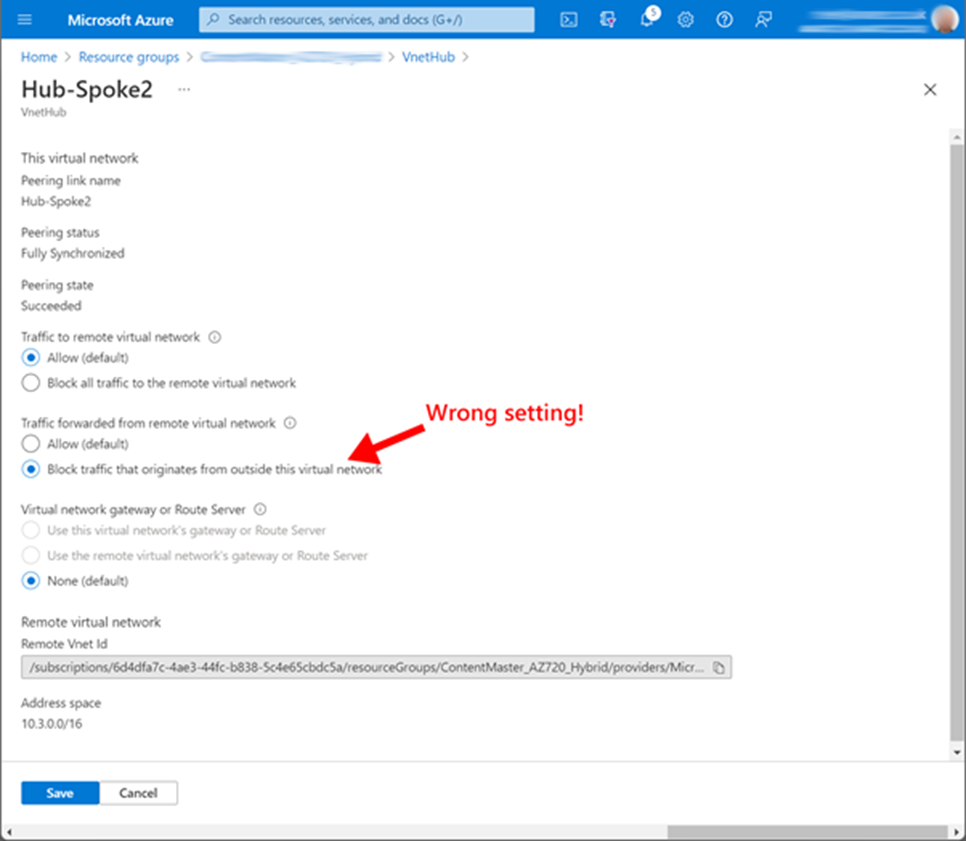 Microsoft Azure
Search resources, services, and docs (G+/)
5
Home > Resource groups > > VnetHub >
Hub-Spoke2 ...
VnetHub
This virtual network
Peering link name
Hub-Spoke2
Peering status
Fully Synchronized
Peering state
Succeeded
Traffic to remote virtual network
Allow (default)
Block all traffic to the remote virtual network
Traffic forwarded from remote virtual network
Wrong setting!
Allow (default)
Block traffic that originates from outside this virtual network
Virtual network gateway or Route Server
Use this virtual network's gateway or Route Server
Use the remote virtual network's gateway or Route Server
None (default)
Remote virtual network
Remote Vnet Id
/subscriptions/6d4dfa7c-4ae3-44fc-b838-5c4e65cbdc5a/resourceGroups/ContentMaster_AZ720_Hybrid/providers/Micr...
Address space
10.3.0.0/16
Save Cancel